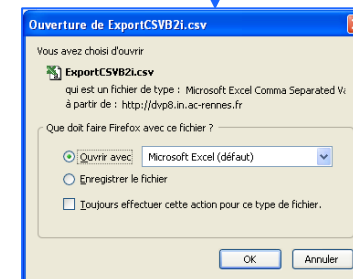 Ouverture de ExportCSVB2i.csv
Vous avez choisi d'ouvrir
ExportCSVB2i.csv
qui est un fichier de type : Microsoft Excel Comma Separated Va
à partir de : http://dvp8.in.ac-rennes.fr
Que doit faire Firefox avec ce fichier ?
Ouvrir avec Microsoft Excel (défaut)
Enregistrer le fichier
Toujours effectuer cette action pour ce type de fichier.
OK Annuler